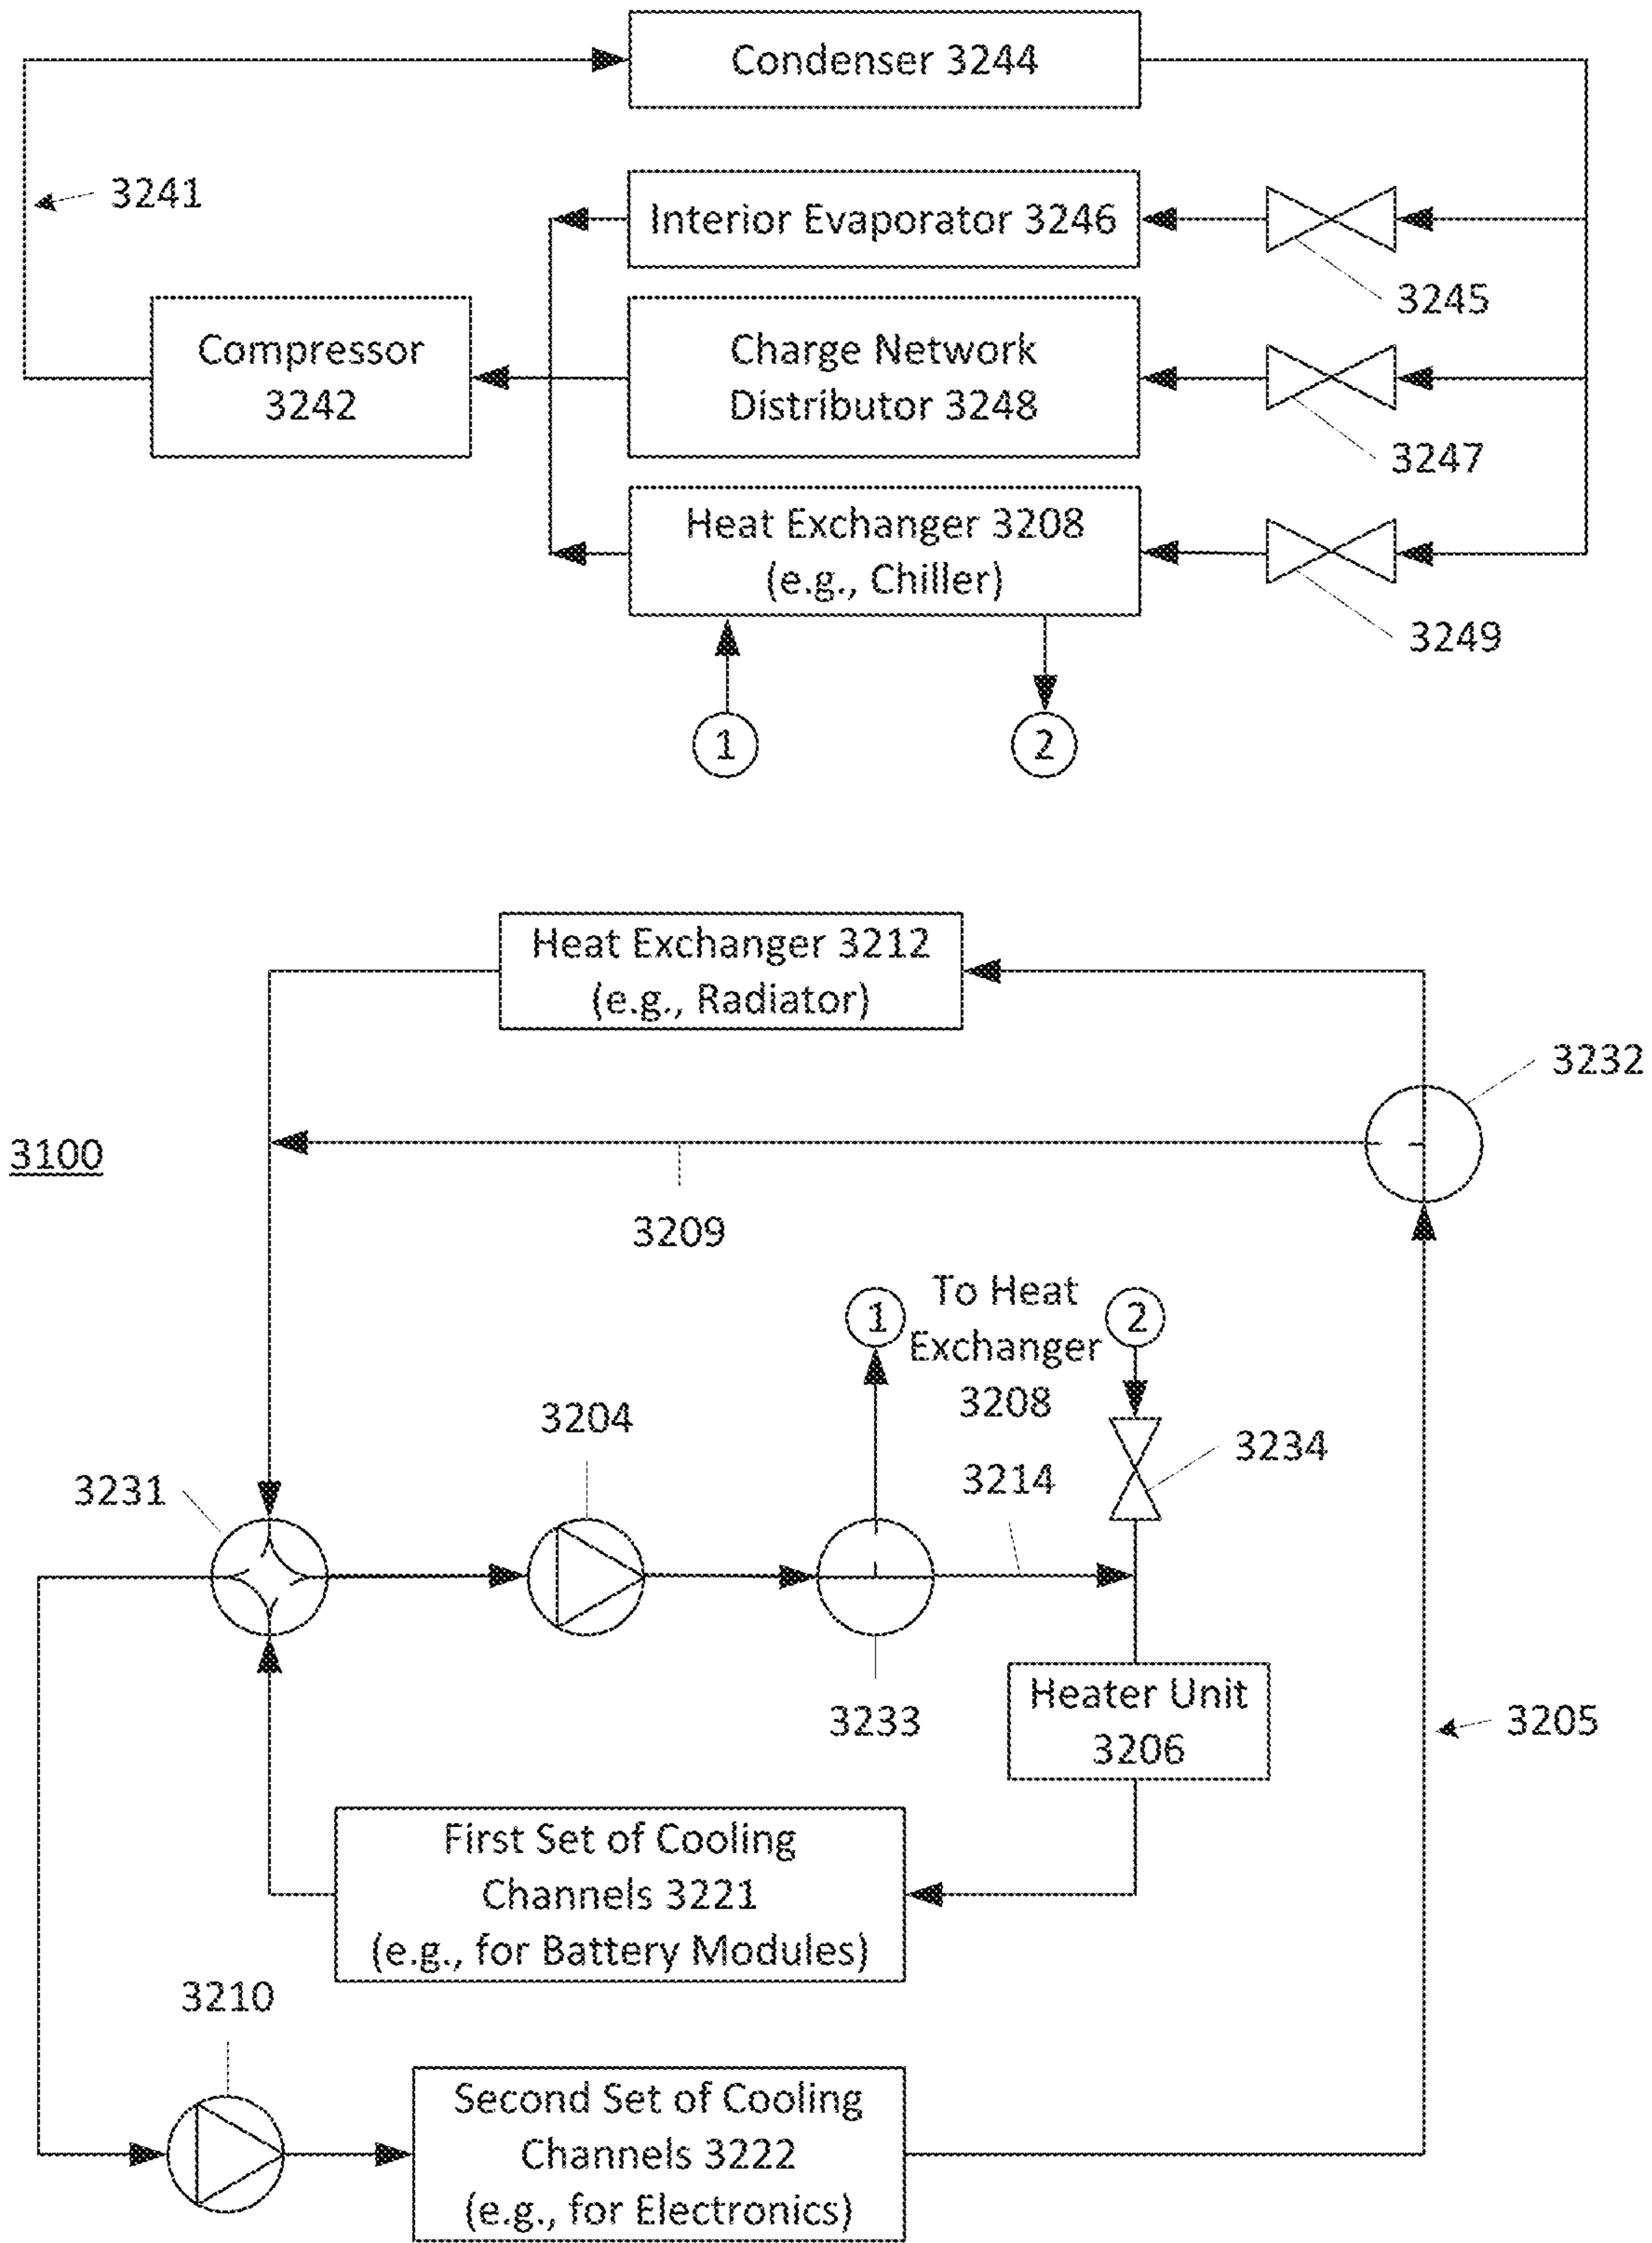 Condenser 3244
3241
Interior Evaporator 3246
3245
Compressor
3242
Charge Network
Distributor 3248
3247
Heat Exchanger 3208
(e.g., Chiller)
3249
1
2
Heat Exchanger 3212
(e.g., Radiator)
3232
3100
3209
1
To Heat
Exchanger
3208
2
3204
3234
3214
3231
3233
Heater Unit
3206
3205
First Set of Cooling
Channels 3221
(e.g., for Battery Modules)
3210
Second Set of Cooling
Channels 3222
(e.g., for Electronics)